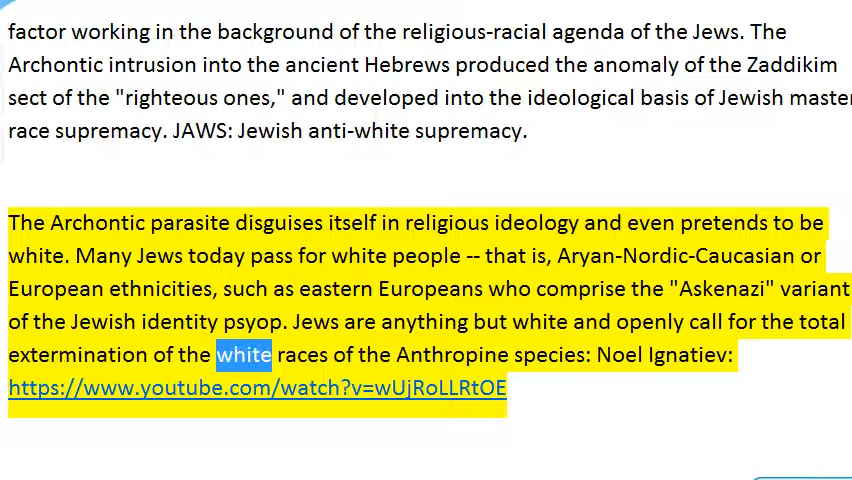 factor working in the background of the religious-racial agenda of the Jews. The
Archontic intrusion into the ancient Hebrews produced the anomaly of the Zaddikim
sect of the "righteous ones," and developed into the ideological basis of Jewish master
race supremacy. JAWS: Jewish anti-white supremacy.
The Archontic parasite disguises itself in religious ideology and even pretends to be
white. Many Jews today pass for white people -- that is, Aryan-Nordic-Caucasian or
European ethnicities, such as eastern Europeans who comprise the "Askenazi" variant
of the Jewish identity psyop. Jews are anything but white and openly call for the total
extermination of the white races of the Anthropine species: Noel Ignatiev:
https://www.youtube.com/watch?v=wUjRoLLRtOE